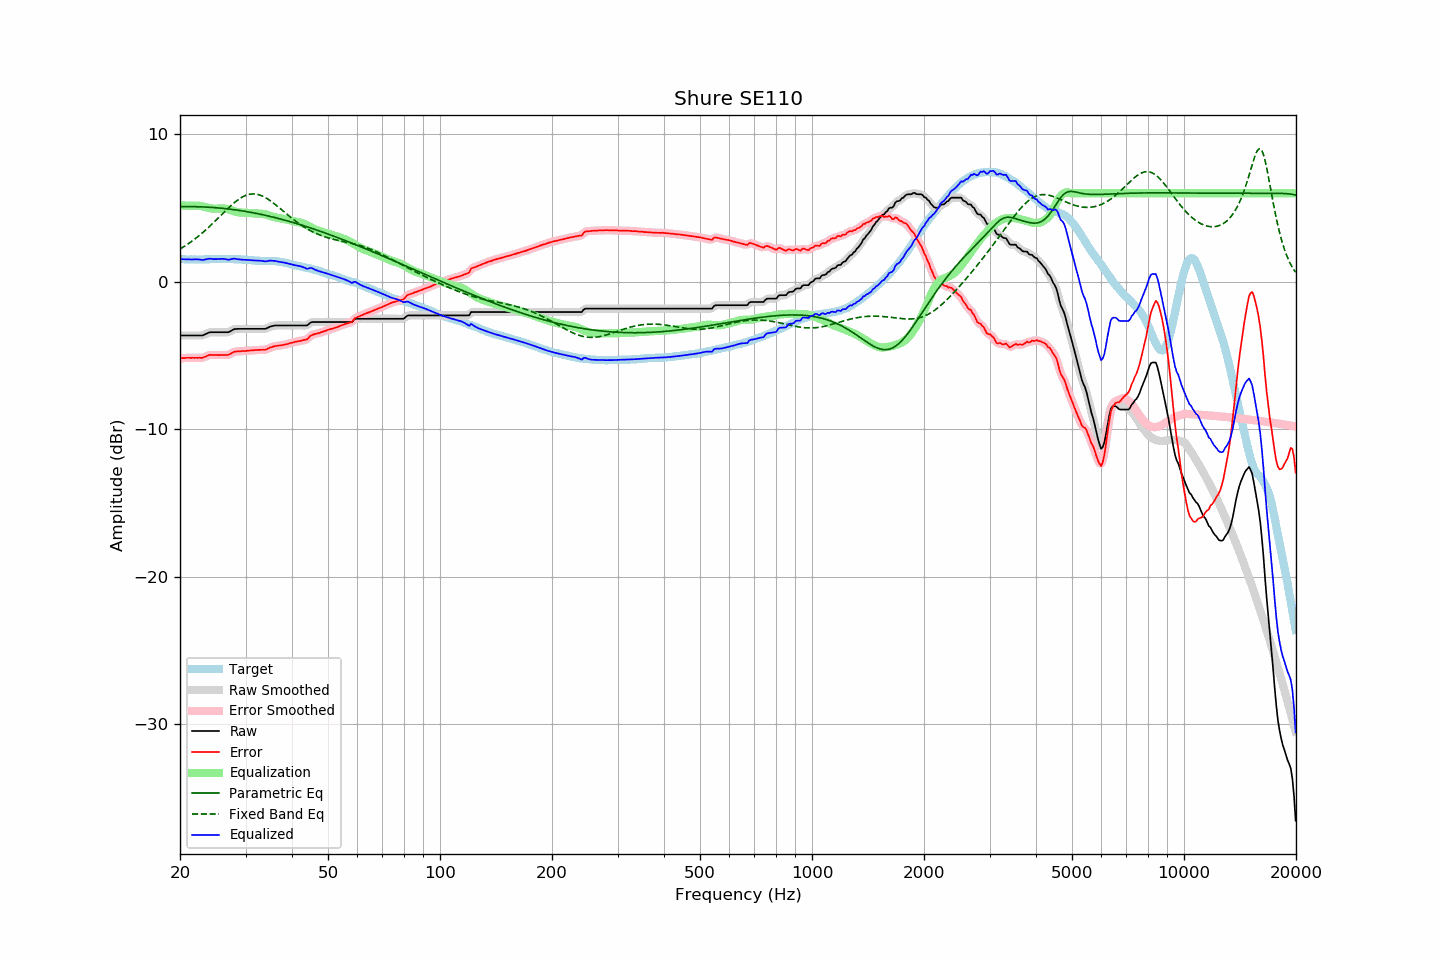 Shure SE110
10
0
−10
−20
−30
Amplitude (dBr)
Target
Raw Smoothed
Error Smoothed
Raw
Error
Equalization
Parametric Eq
Fixed Band Eq
Equalized
20 50 100 200 500 1000 2000 5000 10000 20000
Frequency (Hz)